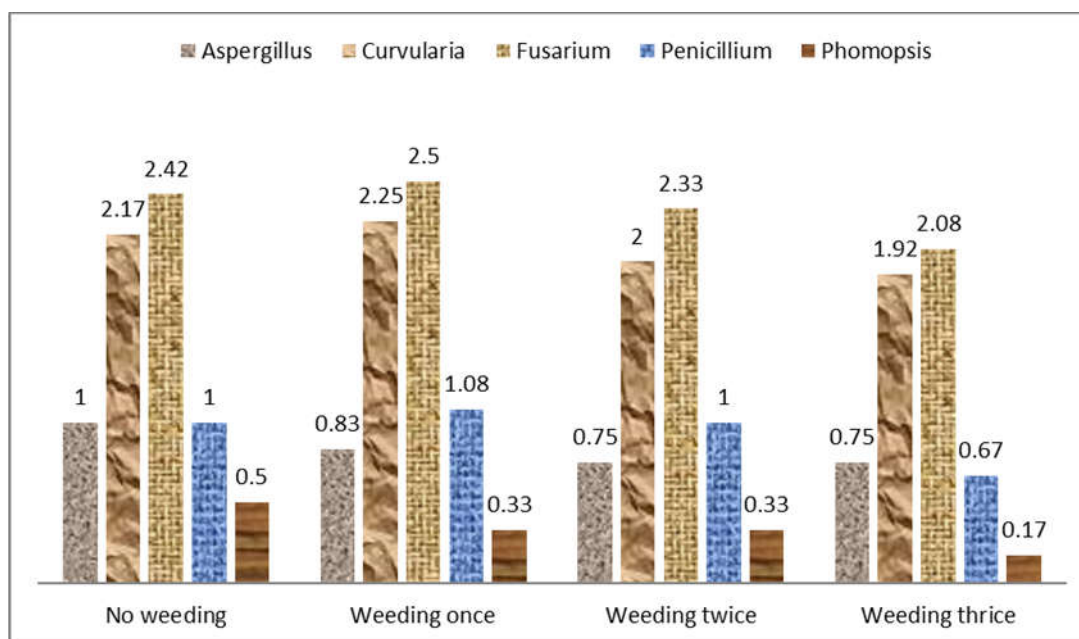 Aspergillus Curvularia Fusarium Penicillium Phomopsis
2.17 2.42 1 1 0.5
2.25 2.5 0.83 1.08 0.33
2 2.33 0.75 1 0.33
1.92 2.08 0.75 0.67 0.17
No weeding Weeding once Weeding twice Weeding thrice